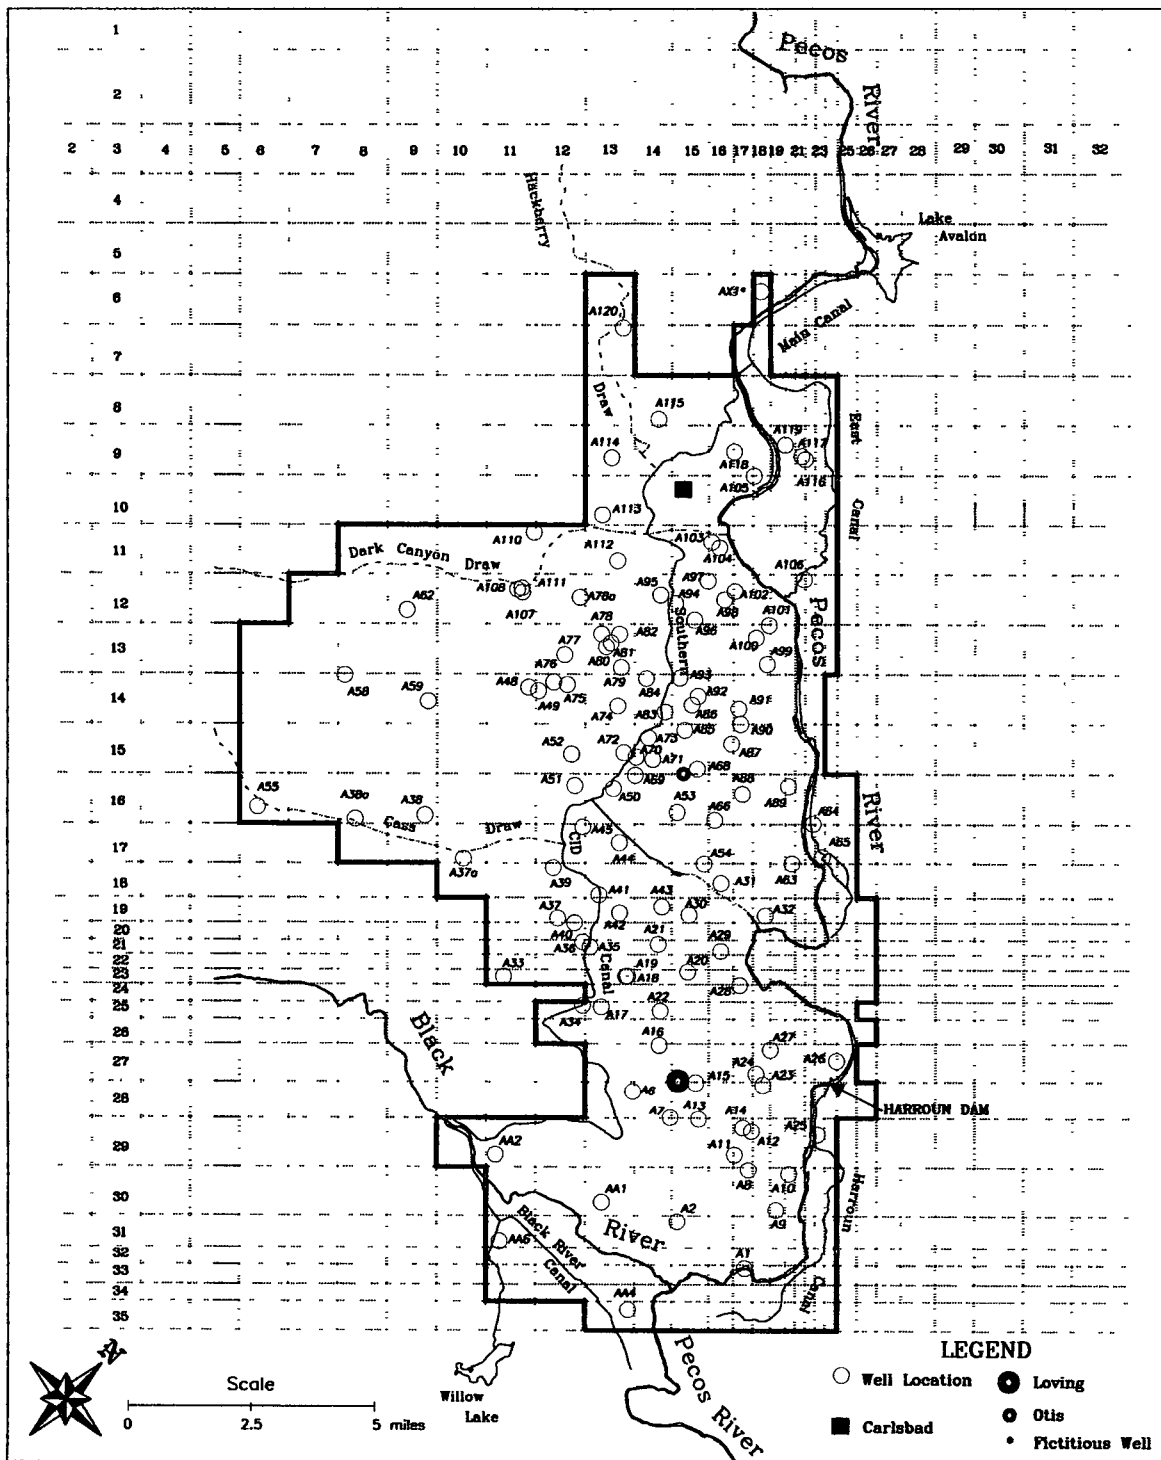 1
Pecos
River
2
2 3 4 5 6 7 8 9 10 11 12 13 14 15 16 17 18 19 21 23 25 26 27 28 29 30 31 32
3
Hackberry
4
Lake
Avalon
5
6
AX3*
A120
Main Canal
7
Draw
8
A115
East
A119
A114
A117
9
A118
A105
A116
Canal
10
A113
A110
A103
11
A112
A104
Dark Canyon Draw
A106
A108
A111
A95
A97
A107
A78a
A94
A102
12
A62
A98
Pecos
A78
A82
A96
A101
Southern
A77
A109
13
A81
A80
A99
A76
A79
A93
A58
A59
A48
A84
A92
A75
A49
A91
14
A74
A83
A86
A85
A90
A73
A52
A72
A70
A87
15
A71
A68
A51
A69
A88
A55
A50
A89
River
A38a
A38
A53
16
A66
A64
Cass Draw
A45
CID
A65
A44
A54
17
A37a
A39
A31
A63
18
A41
A43
A37
A30
A32
19
A42
20
A40
A21
21
A36
A35
A29
22
A33
Canal
A19
A20
23
A18
A28
24
A22
25
A34
A17
26
Black
A16
A27
A26
27
A24
A15
A23
A6
28
HARROUN DAM
A7
A13
A14
A25
A12
29
AA2
A11
A8
A10
Harroun
30
AA1
Black River
Canal
A2
A9
31
River
AA5
32
A1
33
Canal
34
AA4
35
Pecos River
LEGEND
N
Scale
Willow
Lake
Well Location
Loving
0 2.5 5 miles
Otis
Carlsbad
Fictitious Well